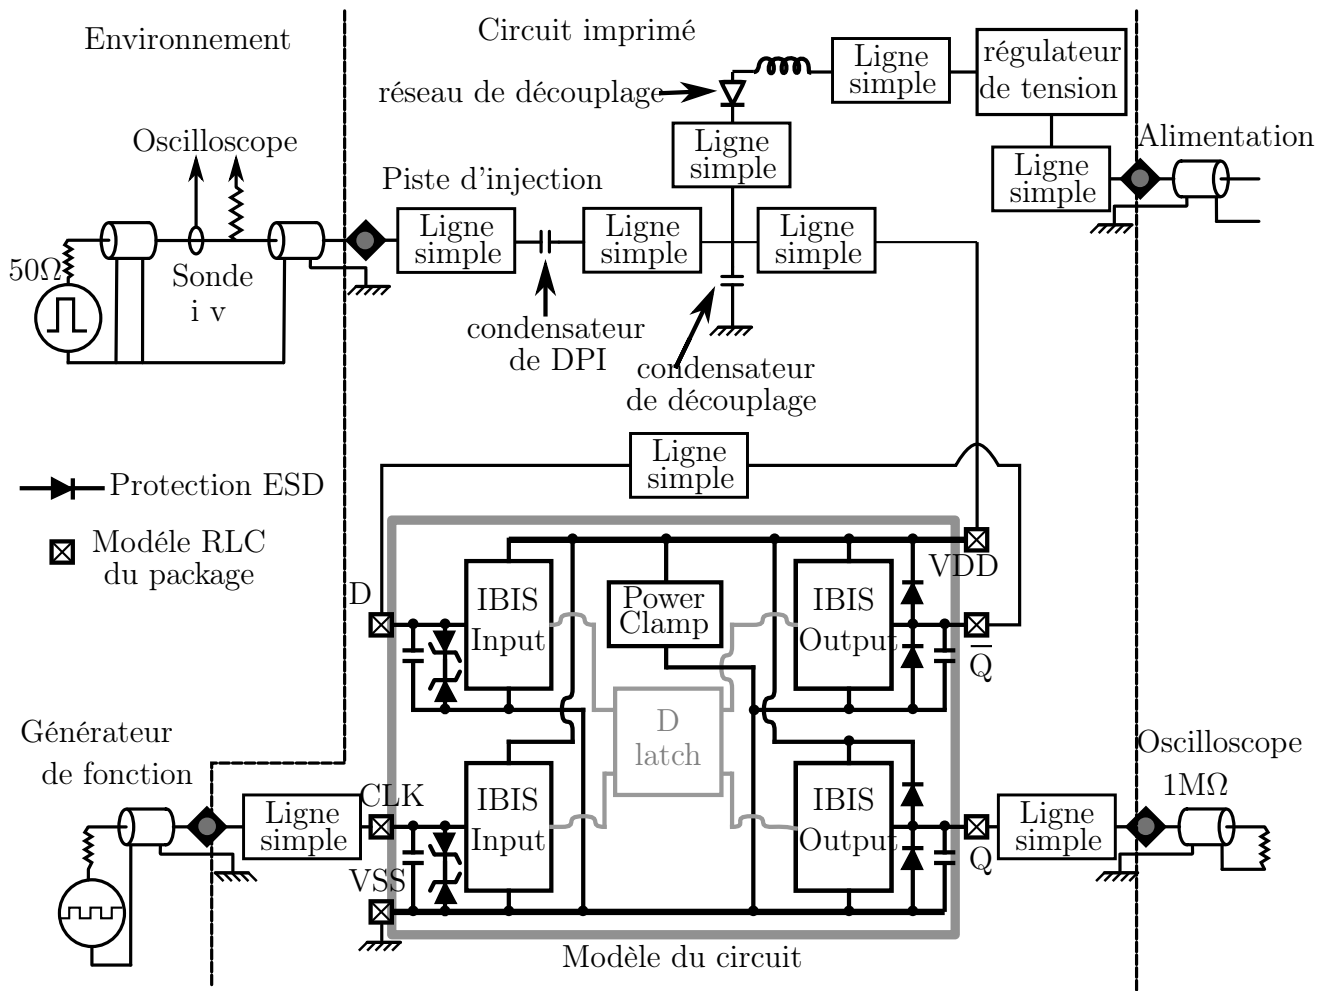 Environnement
Circuit imprimé
Ligne
simple
régulateur
de tension
réseau de découplage
Oscilloscope
Ligne
simple
Alimentation
Ligne
simple
Piste d'injection
Ligne
simple
Ligne
simple
Ligne
simple
50Ω
Sonde
i v
condensateur
de DPI
condensateur
de découplage
Ligne
simple
Protection ESD
Modéle RLC
du package
VDD
D
IBIS
Input
Power
Clamp
IBIS
Output
Q
D
latch
Générateur
de fonction
Oscilloscope
1MΩ
CLK
Ligne
simple
IBIS
Input
IBIS
Output
Ligne
simple
Q
VSS
Modèle du circuit